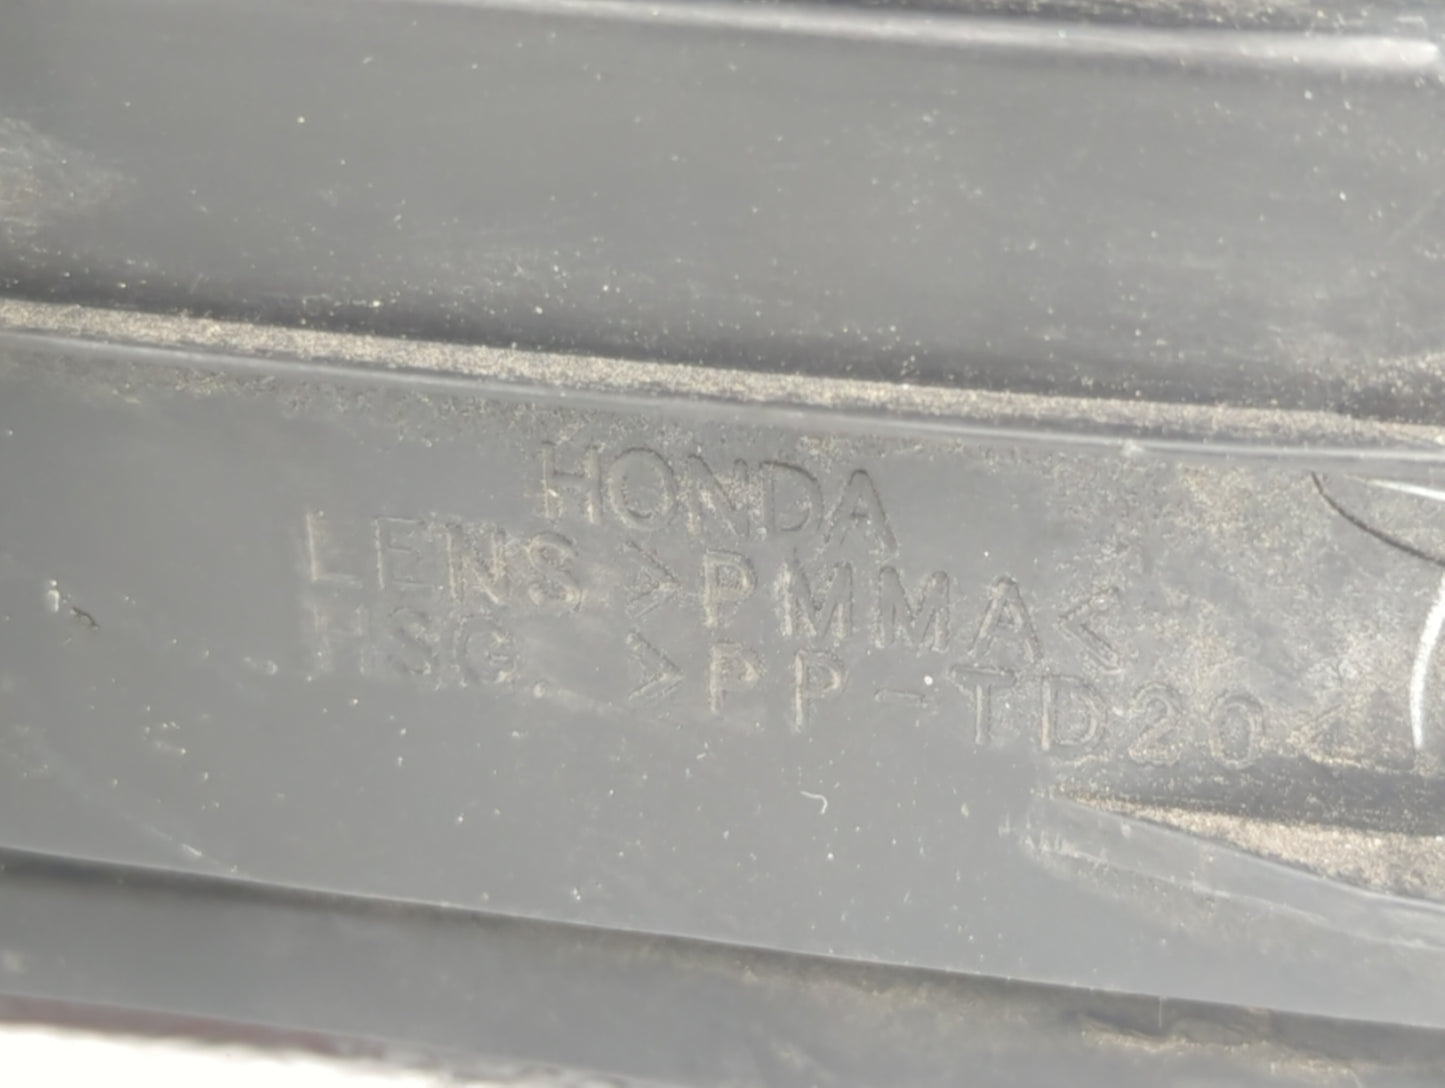 HONDA
LENS >PMMA<
HSG. >PP-TD20<